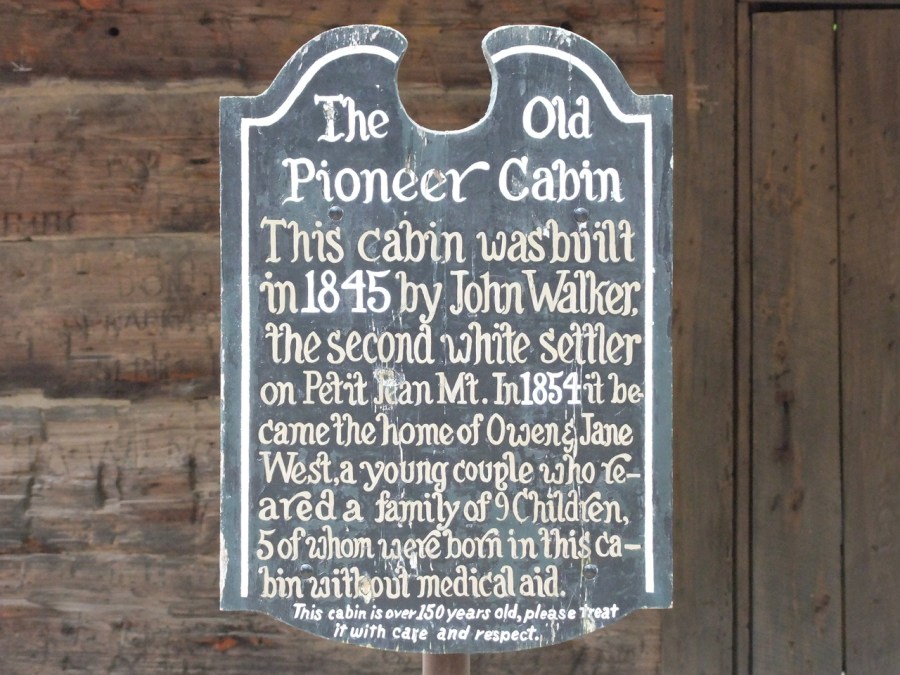 The Old
Pioneer Cabin
This cabin was built
in 1845 by John Walker,
the second white settler
on Petit Jean Mt. In 1854 it be-
came the home of Owen & Jane
West, a young couple who re-
ared a family of 9 Children,
5 of whom were born in this ca-
bin without medical aid.
This cabin is over 150 years old, please treat
it with care and respect.